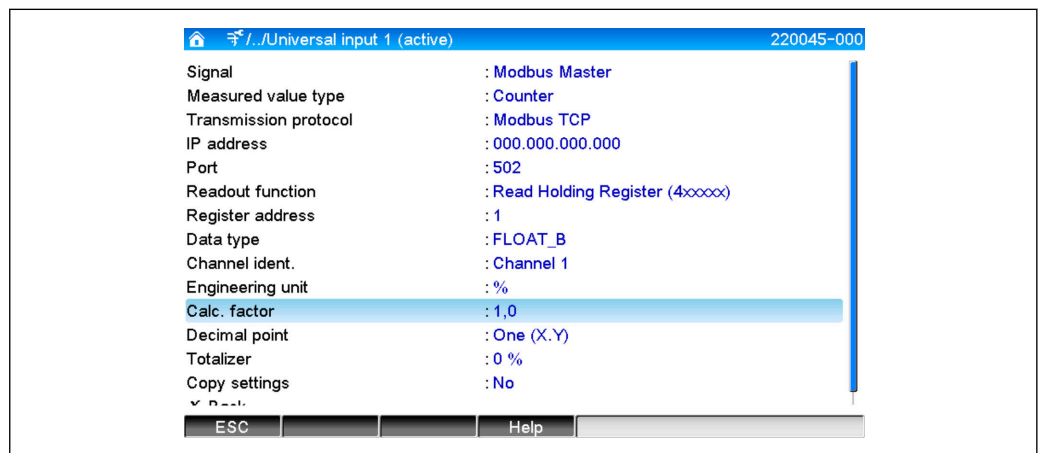 /../Universal input 1 (active) 220045-000
Signal : Modbus Master
Measured value type : Counter
Transmission protocol : Modbus TCP
IP address : 000.000.000.000
Port : 502
Readout function : Read Holding Register (4xxxxx)
Register address : 1
Data type : FLOAT_B
Channel ident. : Channel 1
Engineering unit : %
Calc. factor : 1,0
Decimal point : One (X.Y)
Totalizer : 0 %
Copy settings : No
X Back
ESC Help